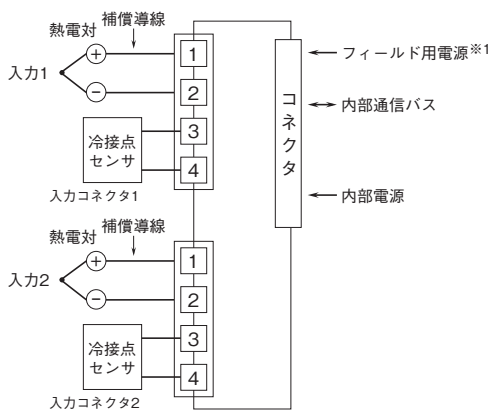 熱電対
補償導線
入力1
+
−
1
2
3
4
冷接点
センサ
入力コネクタ1
熱電対
補償導線
入力2
+
−
1
2
3
4
冷接点
センサ
入力コネクタ2
コネクタ
フィールド用電源※1
内部通信バス
内部電源